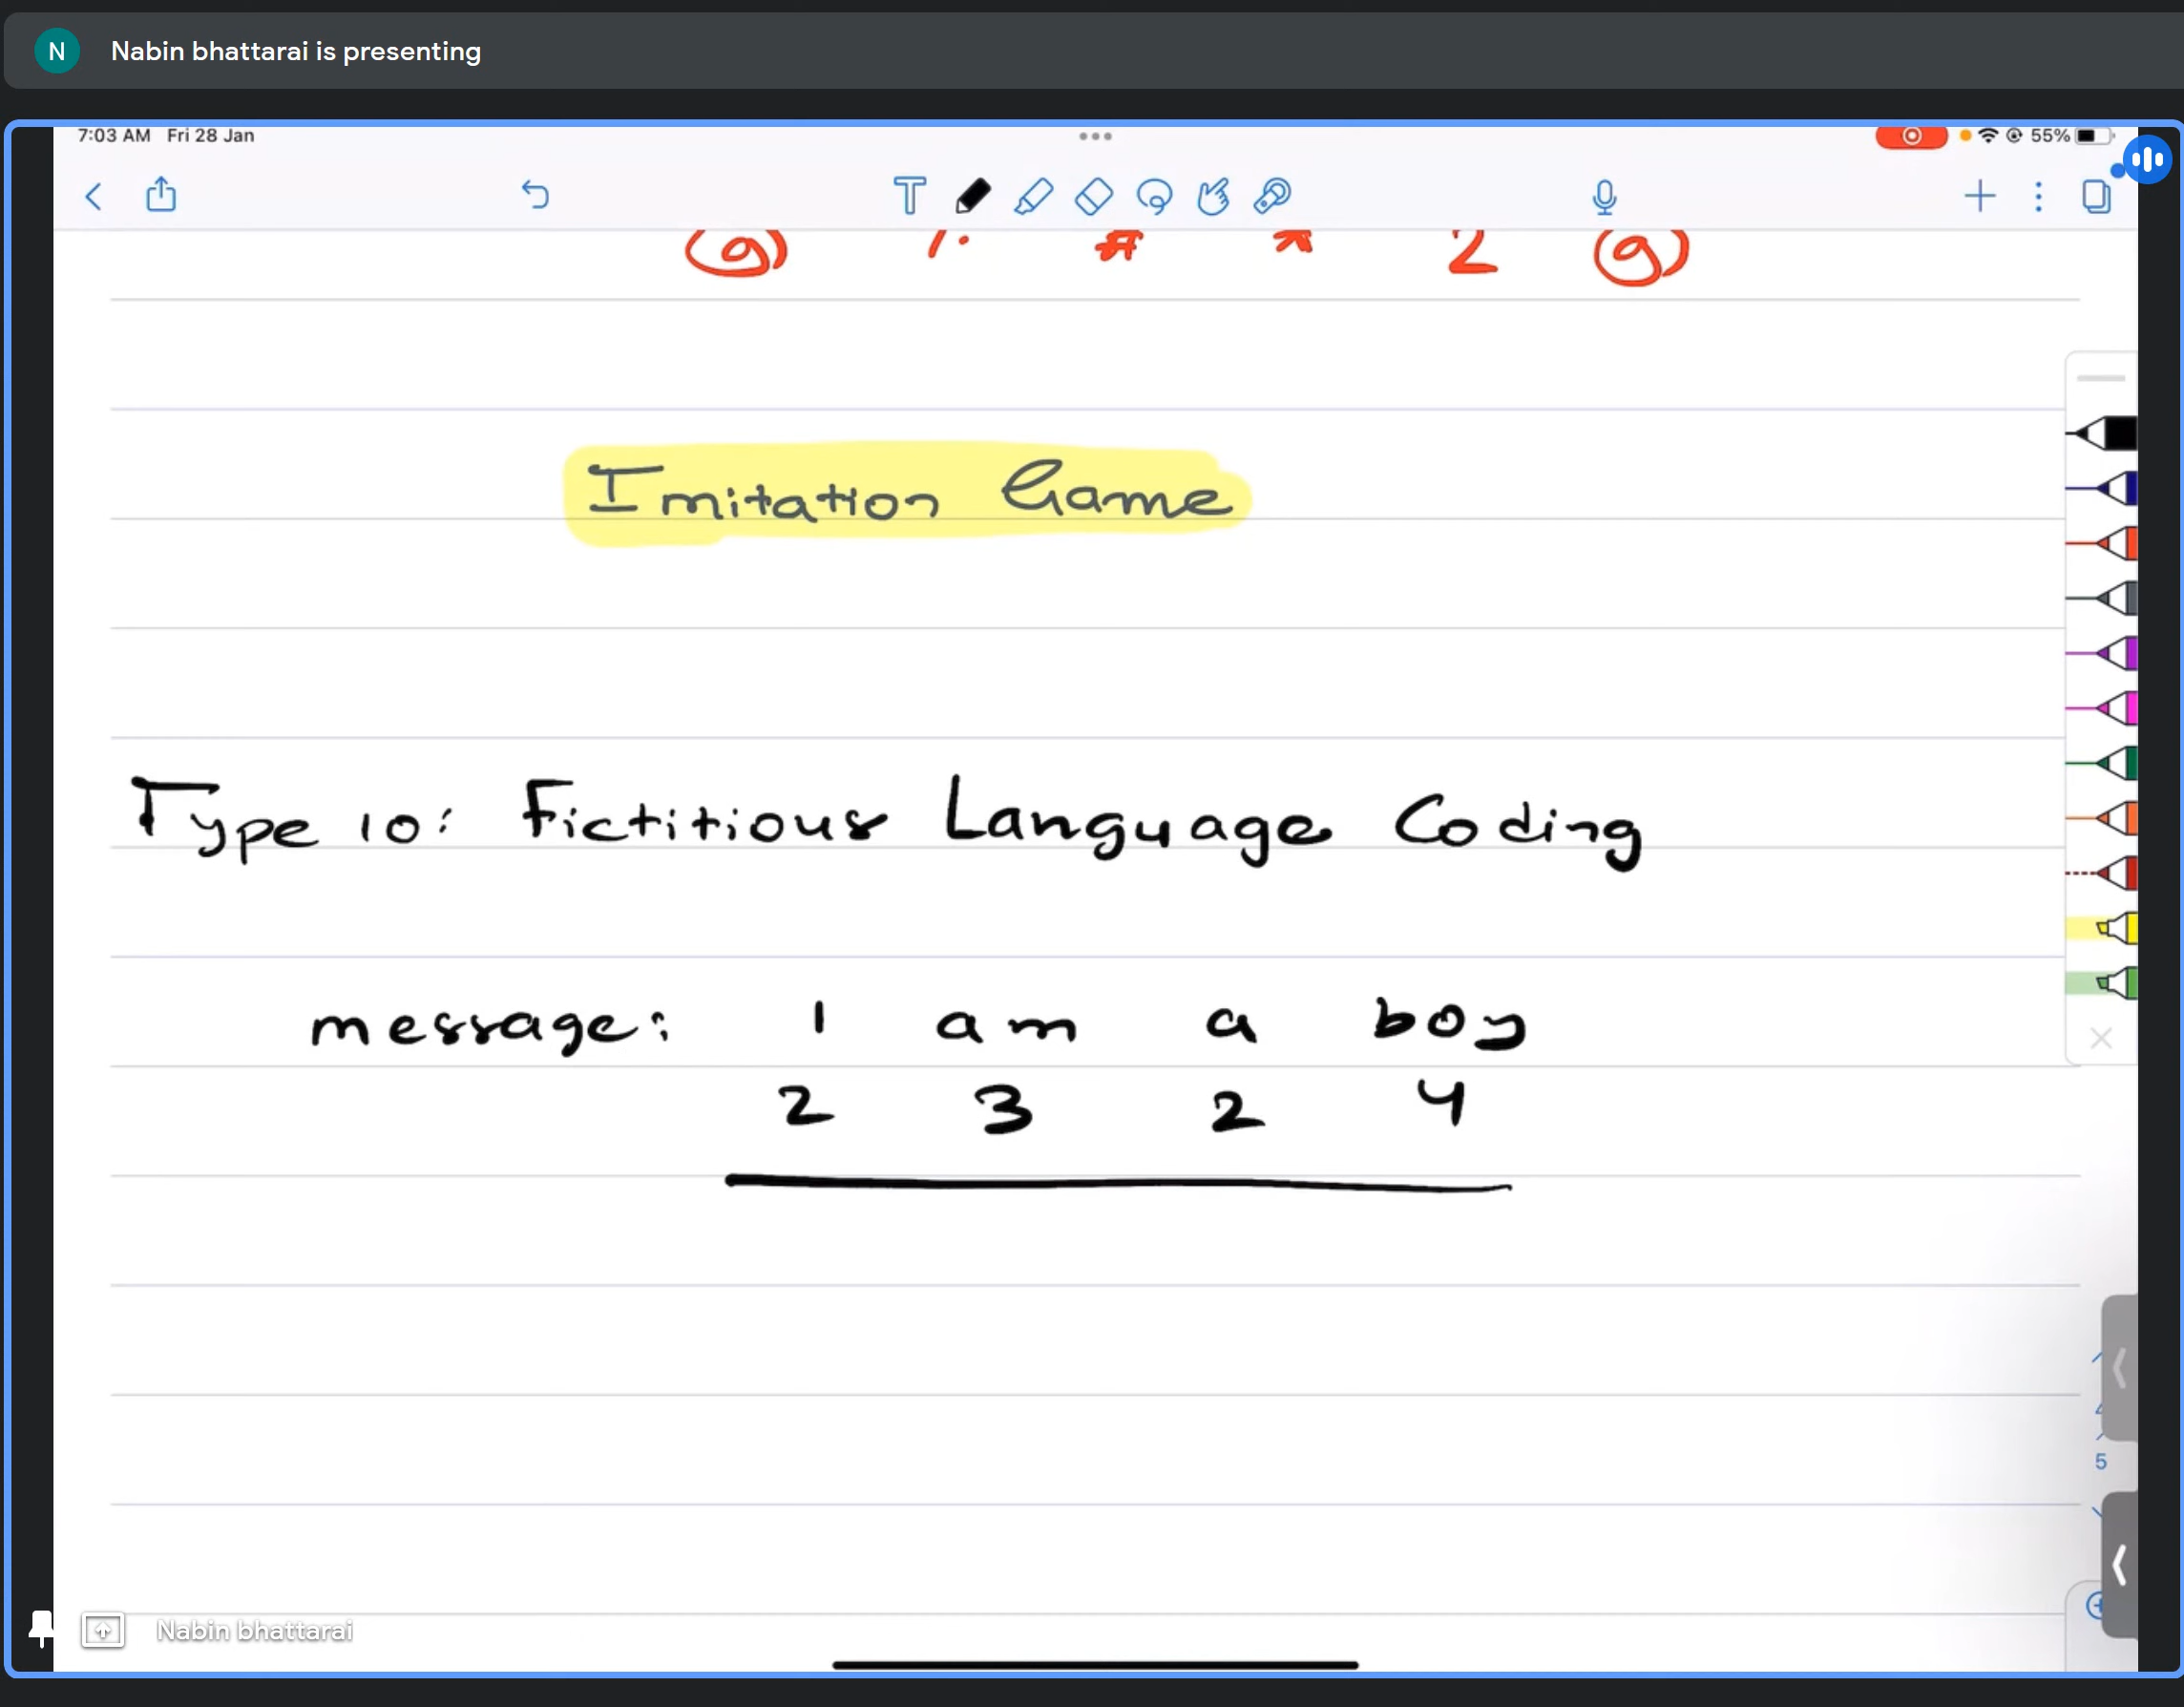 N Nabin bhattarai is presenting
7:03 AM Fri 28 Jan 55%
T
2
Imitation Game
Type 10: Fictitious Language Coding
message: I am a boy
2 3 2 4
5
Nabin bhattarai